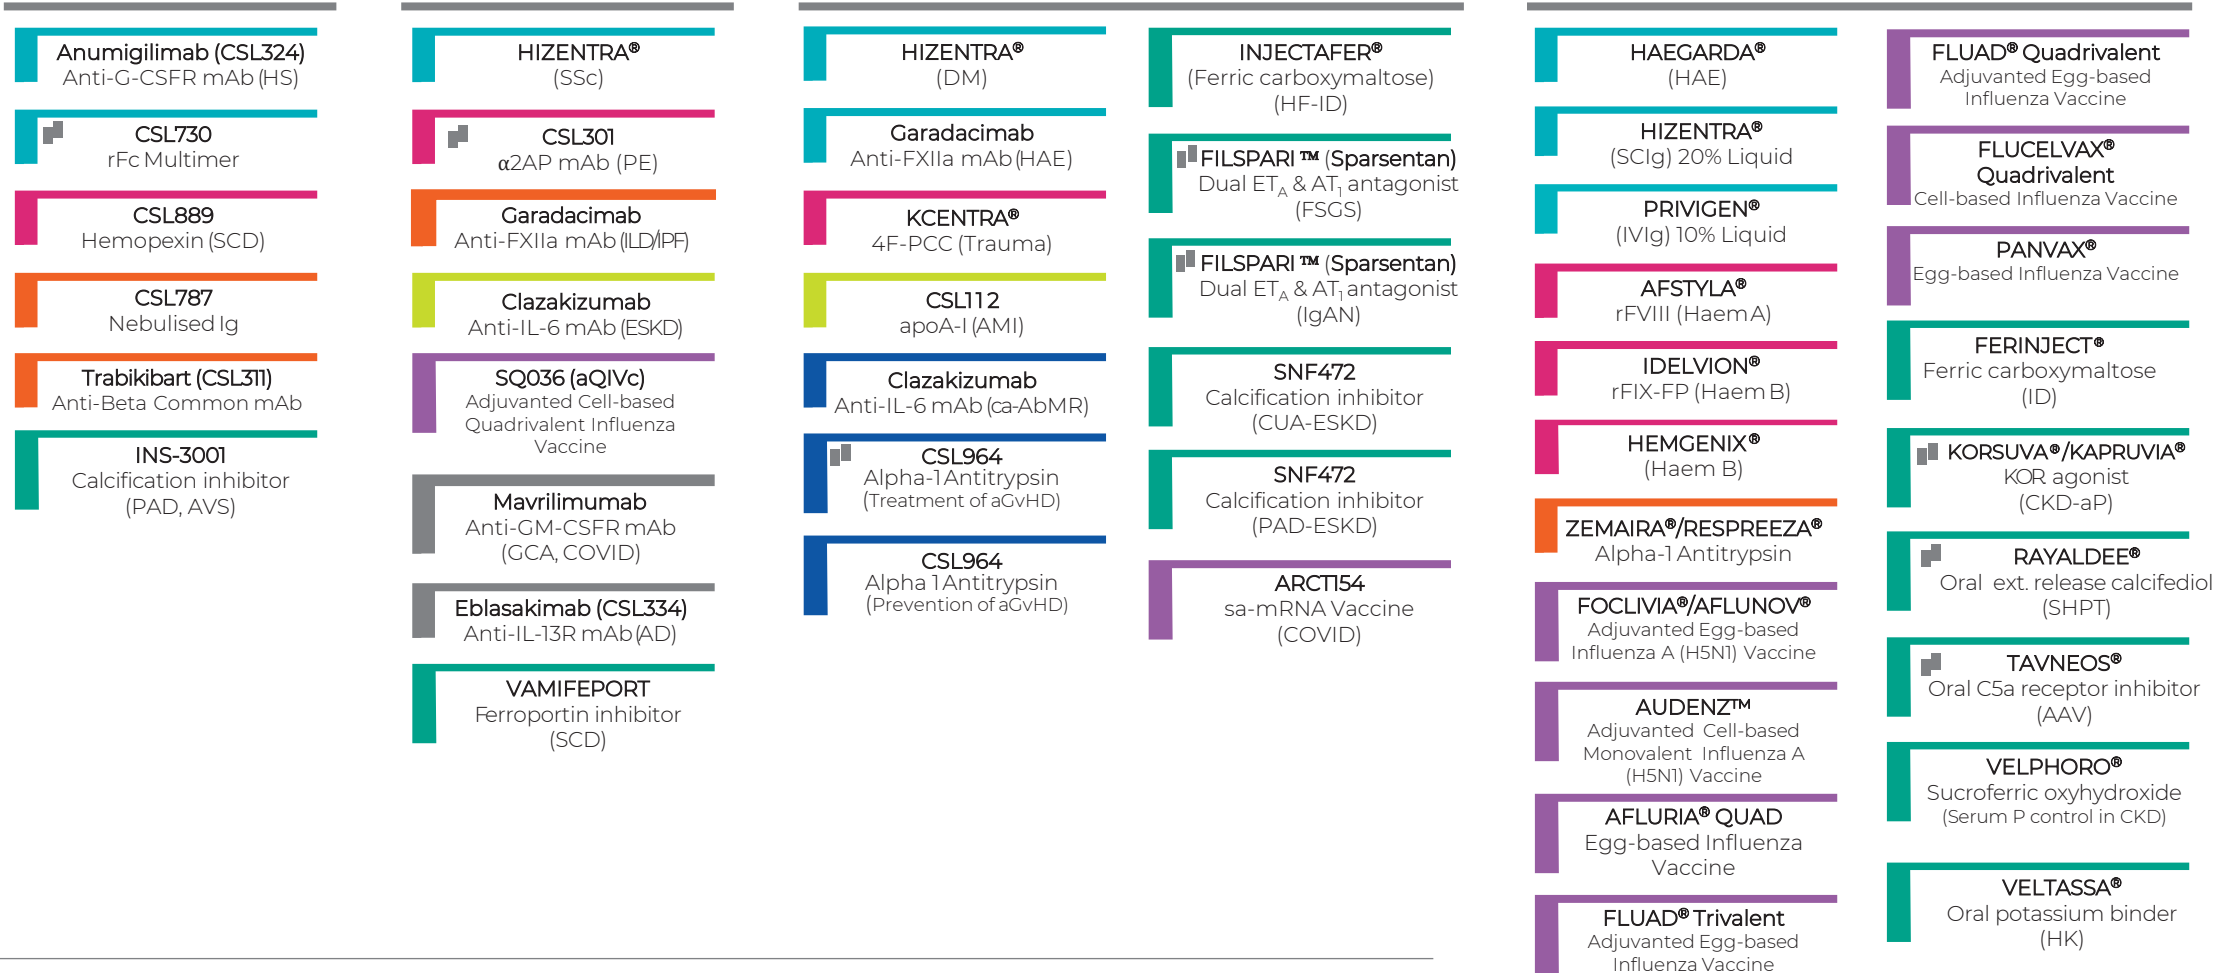 Anumigilimab (CSL324)
Anti-G-CSFR mAb (HS)
CSL730
rFc Multimer
CSL889
Hemopexin (SCD)
CSL787
Nebulised Ig
Trabikibart (CSL311)
Anti-Beta Common mAb
INS-3001
Calcification inhibitor
(PAD, AVS)
HIZENTRA®
(SSc)
CSL301
α2AP mAb (PE)
Garadacimab
Anti-FXIIa mAb (ILD/IPF)
Clazakizumab
Anti-IL-6 mAb (ESKD)
SQ036 (aQIVc)
Adjuvanted Cell-based
Quadrivalent Influenza
Vaccine
Mavrilimumab
Anti-GM-CSFR mAb
(GCA, COVID)
Eblasakimab (CSL334)
Anti-IL-13R mAb (AD)
VAMIFEPORT
Ferroportin inhibitor
(SCD)
HIZENTRA®
(DM)
Garadacimab
Anti-FXIIa mAb (HAE)
KCENTRA®
4F-PCC (Trauma)
CSL112
apoA-I (AMI)
Clazakizumab
Anti-IL-6 mAb (ca-AbMR)
CSL964
Alpha-1 Antitrypsin
(Treatment of aGvHD)
CSL964
Alpha 1 Antitrypsin
(Prevention of aGvHD)
INJECTAFER®
(Ferric carboxymaltose)
(HF-ID)
FILSPARI™ (Sparsentan)
Dual ETA & AT1 antagonist
(FSGS)
FILSPARI™ (Sparsentan)
Dual ETA & AT1 antagonist
(IgAN)
SNF472
Calcification inhibitor
(CUA-ESKD)
SNF472
Calcification inhibitor
(PAD-ESKD)
ARCT154
sa-mRNA Vaccine
(COVID)
HAEGARDA®
(HAE)
HIZENTRA®
(SCIg) 20% Liquid
PRIVIGEN®
(IVIg) 10% Liquid
AFSTYLA®
rFVIII (Haem A)
IDELVION®
rFIX-FP (Haem B)
HEMGENIX®
(Haem B)
ZEMAIRA®/RESPREEZA®
Alpha-1 Antitrypsin
FOCLIVIA®/AFLUNOV®
Adjuvanted Egg-based
Influenza A (H5N1) Vaccine
AUDENZ™
Adjuvanted Cell-based
Monovalent Influenza A
(H5N1) Vaccine
AFLURIA® QUAD
Egg-based Influenza
Vaccine
FLUAD® Trivalent
Adjuvanted Egg-based
Influenza Vaccine
FLUAD® Quadrivalent
Adjuvanted Egg-based
Influenza Vaccine
FLUCELVAX®
Quadrivalent
Cell-based Influenza Vaccine
PANVAX®
Egg-based Influenza Vaccine
FERINJECT®
Ferric carboxymaltose
(ID)
KORSUVA®/KAPRUVIA®
KOR agonist
(CKD-aP)
RAYALDEE®
Oral ext. release calcifediol
(SHPT)
TAVNEOS®
Oral C5a receptor inhibitor
(AAV)
VELPHORO®
Sucroferric oxyhydroxide
(Serum P control in CKD)
VELTASSA®
Oral potassium binder
(HK)